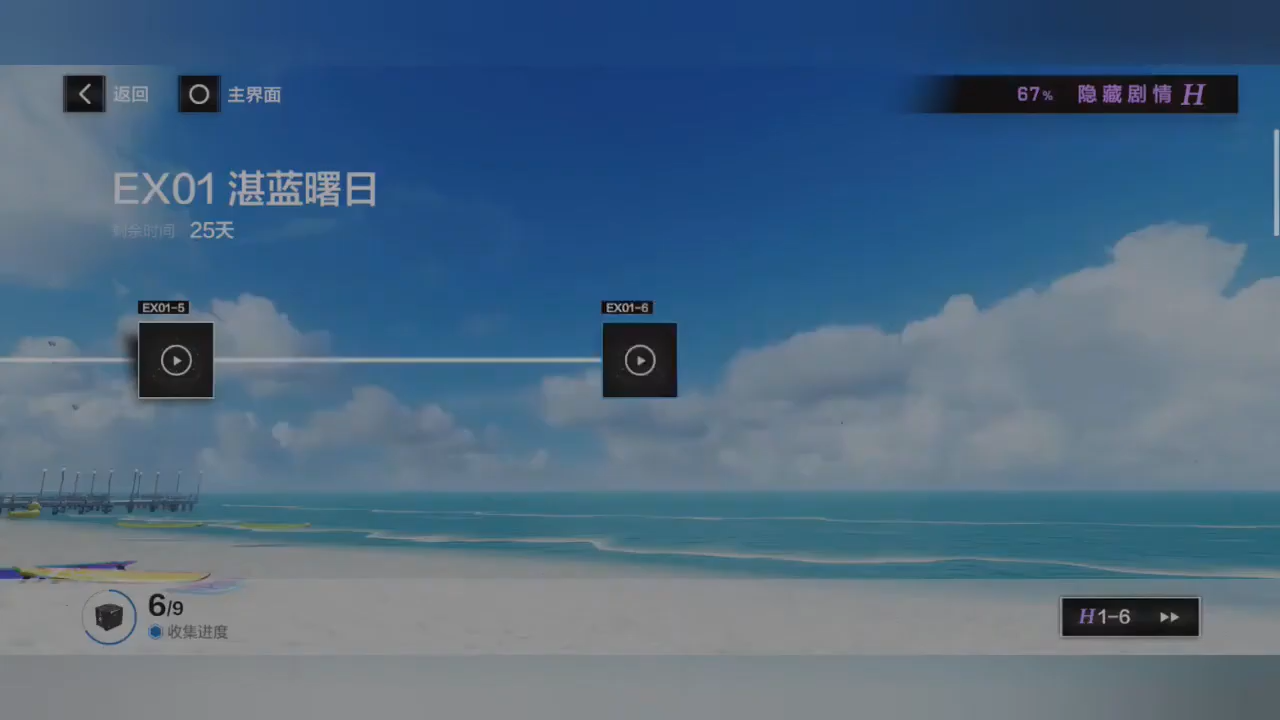 返回
主界面
67% 隐藏剧情 H
EX01 湛蓝曙日
剩余时间 25天
EX01-5
EX01-6
6/9
收集进度
H1-6